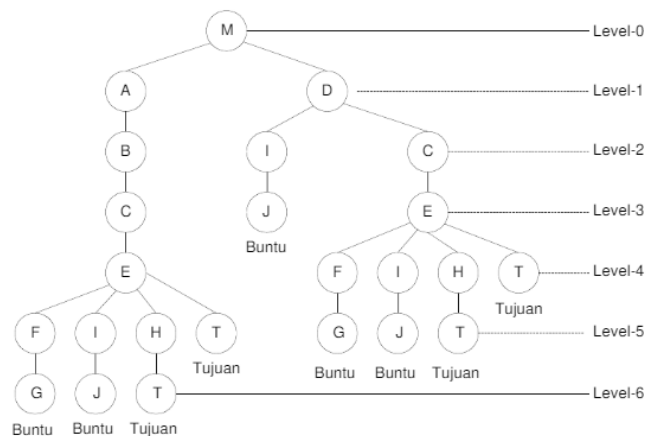 M Level-0
A D Level-1
B I C Level-2
C J E Level-3
Buntu
E F I H T Level-4
Tujuan
F I H T G J T Level-5
Tujuan Buntu Buntu Tujuan
G J T Level-6
Buntu Buntu Tujuan